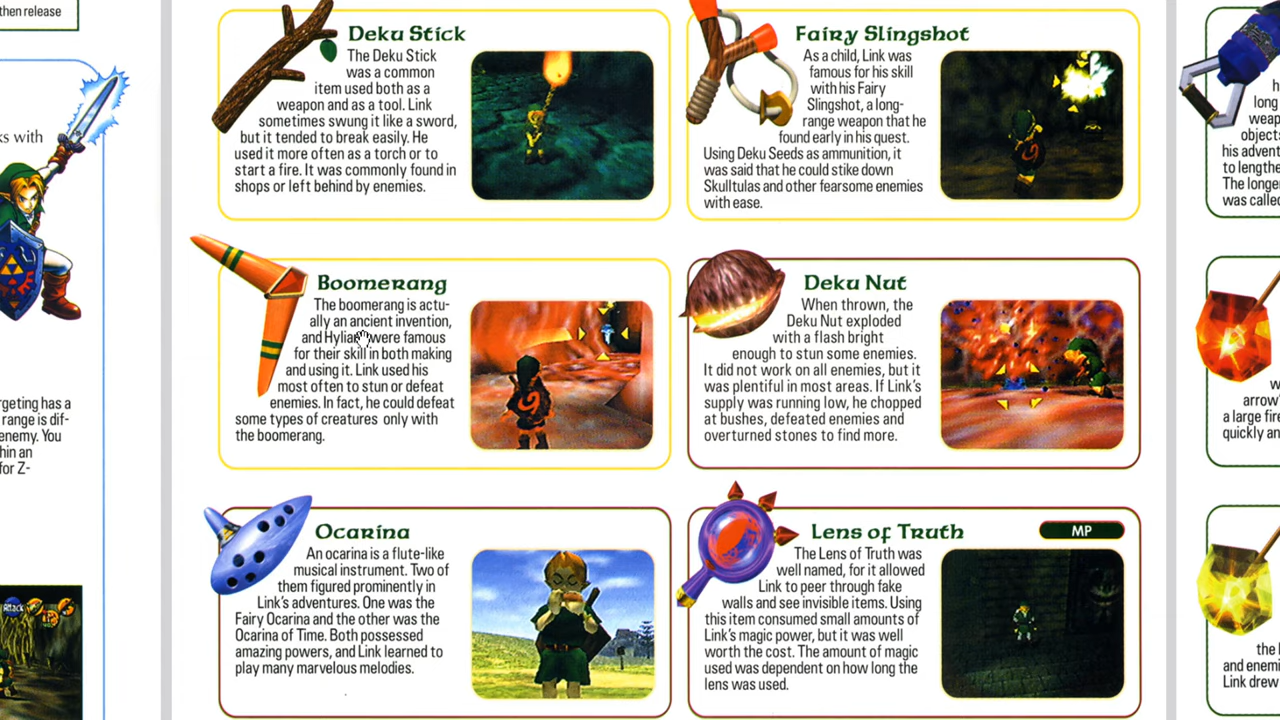 then release
ks with
rgeting has a
range is dif-
enemy. You
hin an
for Z-
Attack
Deku Stick
The Deku Stick
was a common
item used both as a
weapon and as a tool. Link
sometimes swung it like a sword,
but it tended to break easily. He
used it more often as a torch or to
start a fire. It was commonly found in
shops or left behind by enemies.
Fairy Slingshot
As a child, Link was
famous for his skill
with his Fairy
Slingshot, a long-
range weapon that he
found early in his quest.
Using Deku Seeds as ammunition, it
was said that he could stike down
Skulltulas and other fearsome enemies
with ease.
Boomerang
The boomerang is actu-
ally an ancient invention,
and Hylians were famous
for their skill in both making
and using it. Link used his
most often to stun or defeat
enemies. In fact, he could defeat
some types of creatures only with
the boomerang.
Deku Nut
When thrown, the
Deku Nut exploded
with a flash bright
enough to stun some enemies.
It did not work on all enemies, but it
was plentiful in most areas. If Link's
supply was running low, he chopped
at bushes, defeated enemies and
overturned stones to find more.
Ocarina
An ocarina is a flute-like
musical instrument. Two of
them figured prominently in
Link's adventures. One was the
Fairy Ocarina and the other was the
Ocarina of Time. Both possessed
amazing powers, and Link learned to
play many marvelous melodies.
Lens of Truth
MP
The Lens of Truth was
well named, for it allowed
Link to peer through fake
walls and see invisible items. Using
this item consumed small amounts of
Link's magic power, but it was well
worth the cost. The amount of magic
used was dependent on how long the
lens was used.
h
long
weap
objects
his advent
to lengthe
The longe
was calle
w
arrow'
a large fir
quickly an
the l
and enemi
Link drew